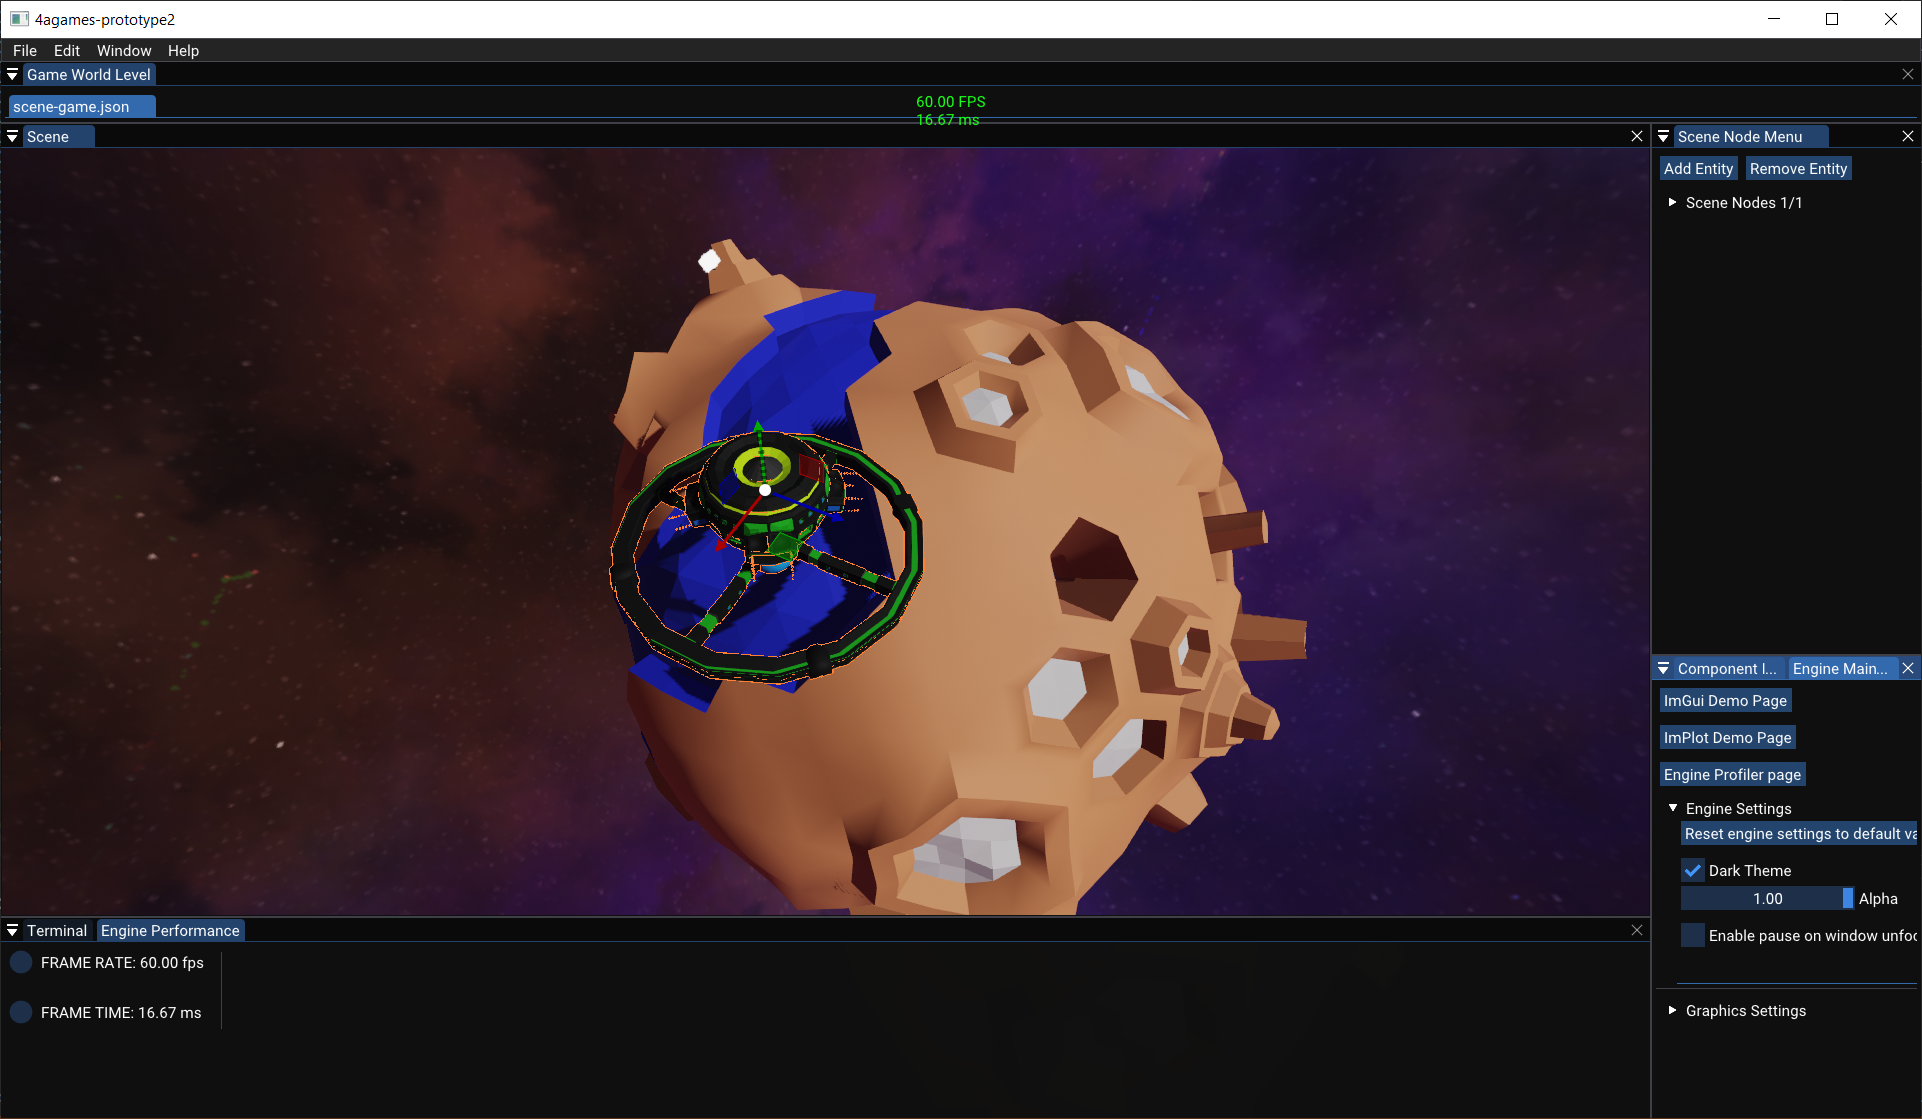 4agames-prototype2
File Edit Window Help
Game World Level
scene-game.json
60.00 FPS
16.67 ms
Scene
Scene Node Menu
Add Entity Remove Entity
Scene Nodes 1/1
Component I... Engine Main...
ImGui Demo Page
ImPlot Demo Page
Engine Profiler page
Engine Settings
Reset engine settings to default va
Dark Theme
1.00 Alpha
Enable pause on window unfoc
Graphics Settings
Terminal Engine Performance
FRAME RATE: 60.00 fps
FRAME TIME: 16.67 ms